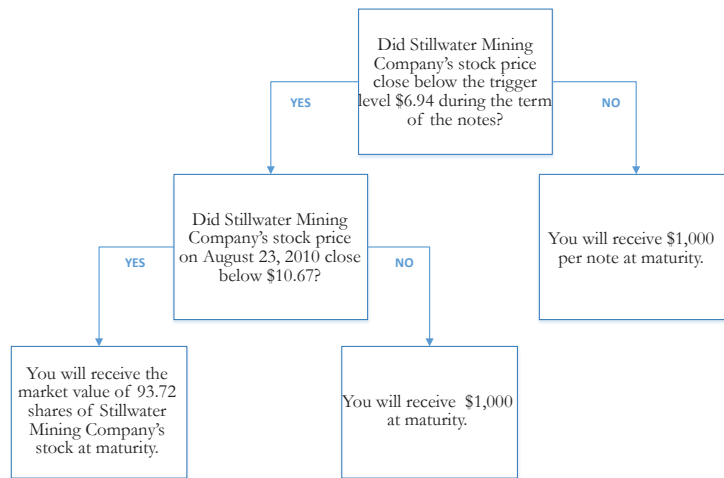 Did Stillwater Mining
Company's stock price
close below the trigger
level $6.94 during the term
of the notes?
YES
NO
Did Stillwater Mining
Company's stock price
on August 23, 2010 close
below $10.67?
You will receive $1,000
per note at maturity.
YES
NO
You will receive the
market value of 93.72
shares of Stillwater
Mining Company's
stock at maturity.
You will receive $1,000
at maturity.